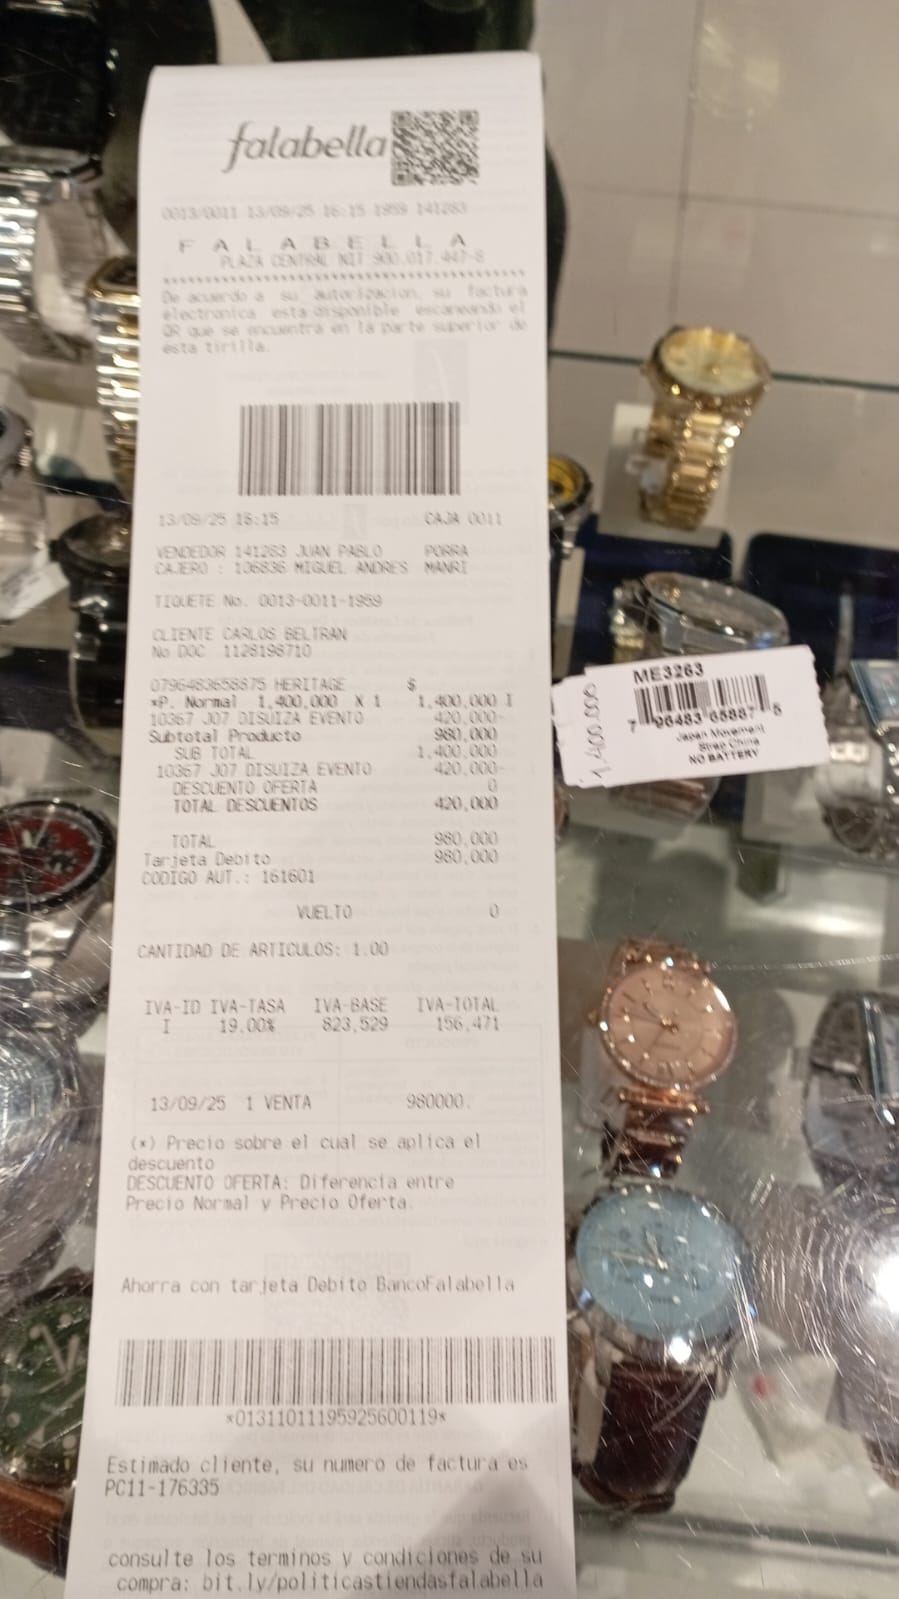 falabella
0013/0011 13/09/25 16:15 1959 141283
F A L A B E L L A
PLAZA CENTRAL NIT 900.017.447-8
De acuerdo a su autorizacion, su factura
electronica esta disponible escaneando el
QR que se encuentra en la parte superior de
esta tirilla.
13/09/25 16:15 CAJA 0011
VENDEDOR 141283 JUAN PABLO PORRA
CAJERO : 106836 MIGUEL ANDRES MANRI
TIQUETE No. 0013-0011-1959
CLIENTE CARLOS BELTRAN
No DOC 1128198710
0796483658875 HERITAGE $
*P. Normal 1,400,000 X 1 1,400,000 I
10367 J07 DISUIZA EVENTO 420,000-
Subtotal Producto 980,000
SUB TOTAL 1,400,000
10367 J07 DISUIZA EVENTO 420,000-
DESCUENTO OFERTA 0
TOTAL DESCUENTOS 420,000
TOTAL 980,000
Tarjeta Debito 980,000
CODIGO AUT.: 161601
VUELTO 0
CANTIDAD DE ARTICULOS: 1.00
IVA-ID IVA-TASA IVA-BASE IVA-TOTAL
I 19.00% 823,529 156,471
13/09/25 1 VENTA 980000.
(*) Precio sobre el cual se aplica el
descuento
DESCUENTO OFERTA: Diferencia entre
Precio Normal y Precio Oferta.
Ahorra con tarjeta Debito BancoFalabella
*01311011195925600119*
Estimado cliente, su numero de factura es
PC11-176335
consulte los terminos y condiciones de su
compra: bit.ly/politicastiendasfalabella
ME3263
7 96483 65887 5
Japan Movement
Strap China
NO BATTERY
1,400.000